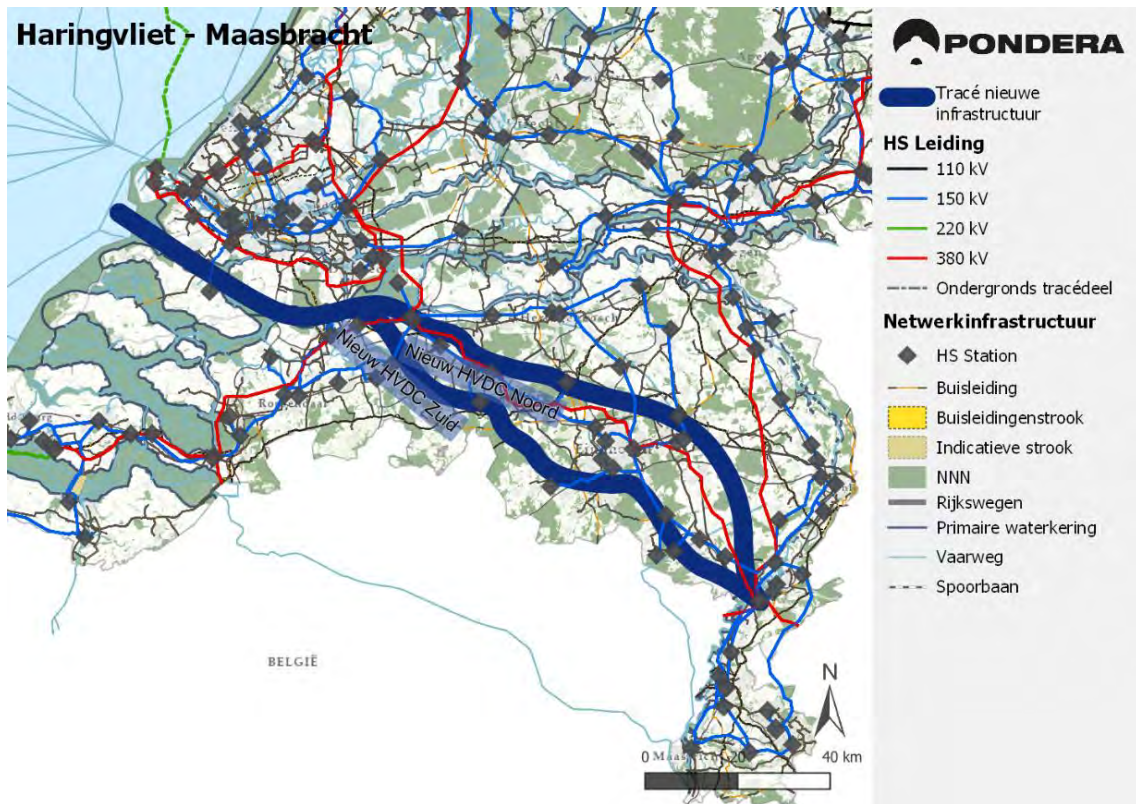 Haringvliet - Maasbracht
Nieuw HVDC Noord
Nieuw HVDC Zuid
BELGIË
N
0 20 40 km
PONDERA
Tracé nieuwe
infrastructuur
HS Leiding
110 kV
150 kV
220 kV
380 kV
Ondergronds tracédeel
Netwerkinfrastructuur
HS Station
Buisleiding
Buisleidingenstrook
Indicatieve strook
NNN
Rijkswegen
Primaire waterkering
Vaarweg
Spoorbaan